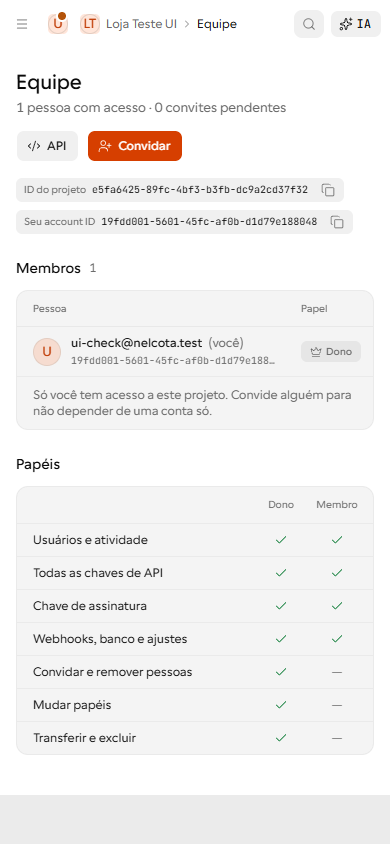 U LT Loja Teste UI > Equipe IA
Equipe
1 pessoa com acesso · 0 convites pendentes
</> API Convidar
ID do projeto e5fa6425-89fc-4bf3-b3fb-dc9a2cd37f32
Seu account ID 19fdd001-5601-45fc-af0b-d1d79e188048
Membros 1
Pessoa Papel
U ui-check@nelcota.test (você) Dono
19fdd001-5601-45fc-af0b-d1d79e188…
Só você tem acesso a este projeto. Convide alguém para
não depender de uma conta só.
Papéis
Dono Membro
Usuários e atividade
Todas as chaves de API
Chave de assinatura
Webhooks, banco e ajustes
Convidar e remover pessoas —
Mudar papéis —
Transferir e excluir —